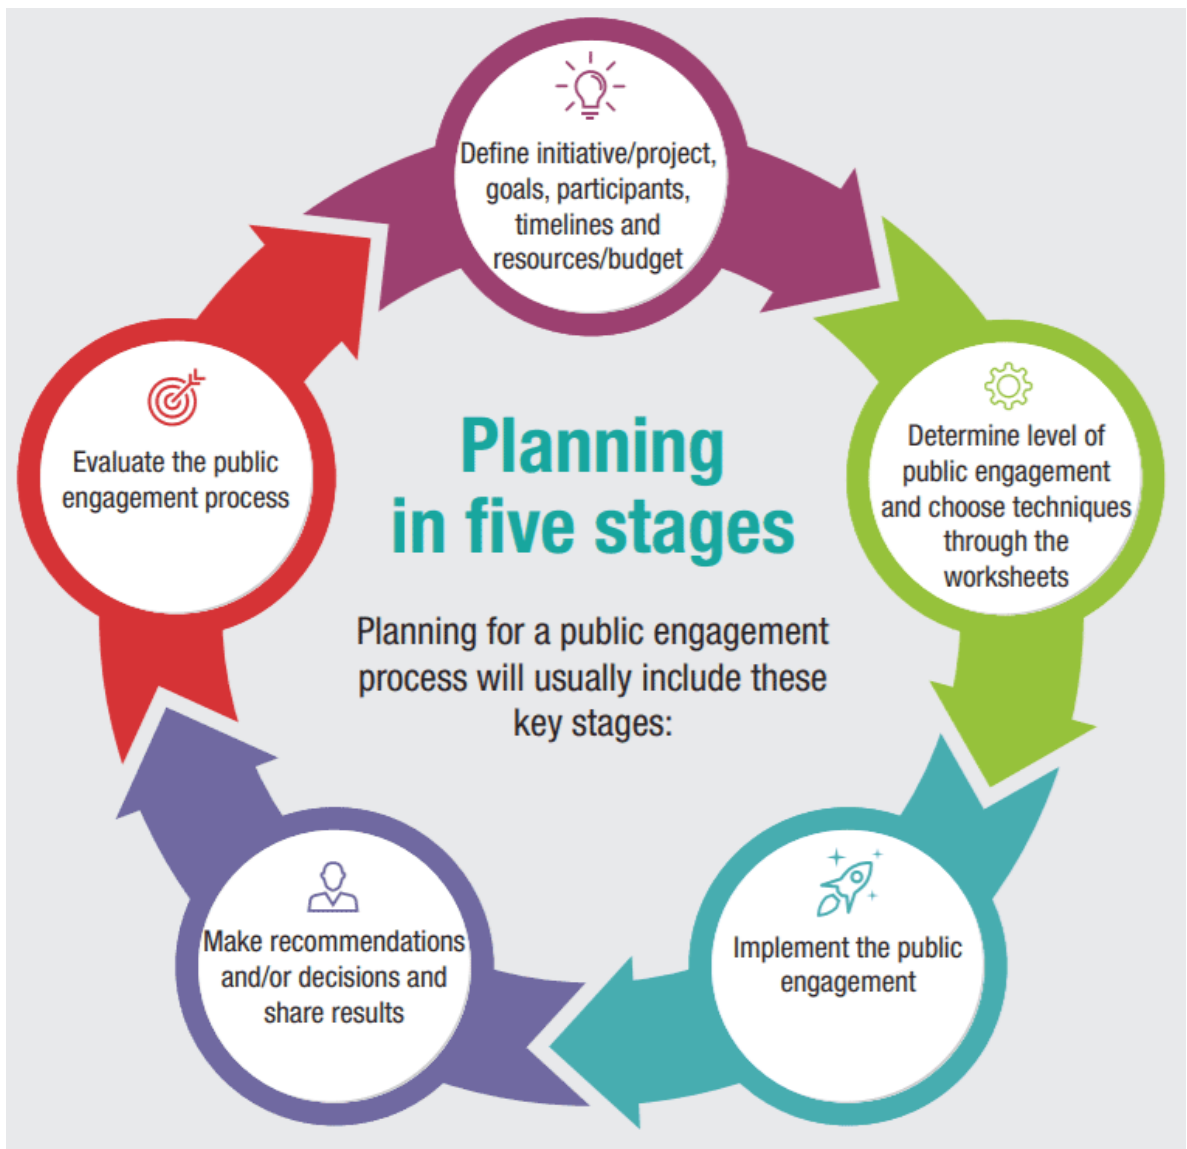 Define initiative/project,
goals, participants,
timelines and
resources/budget
Determine level of
public engagement
and choose techniques
through the
worksheets
Implement the public
engagement
Make recommendations
and/or decisions and
share results
Evaluate the public
engagement process
Planning
in five stages
Planning for a public engagement
process will usually include these
key stages: